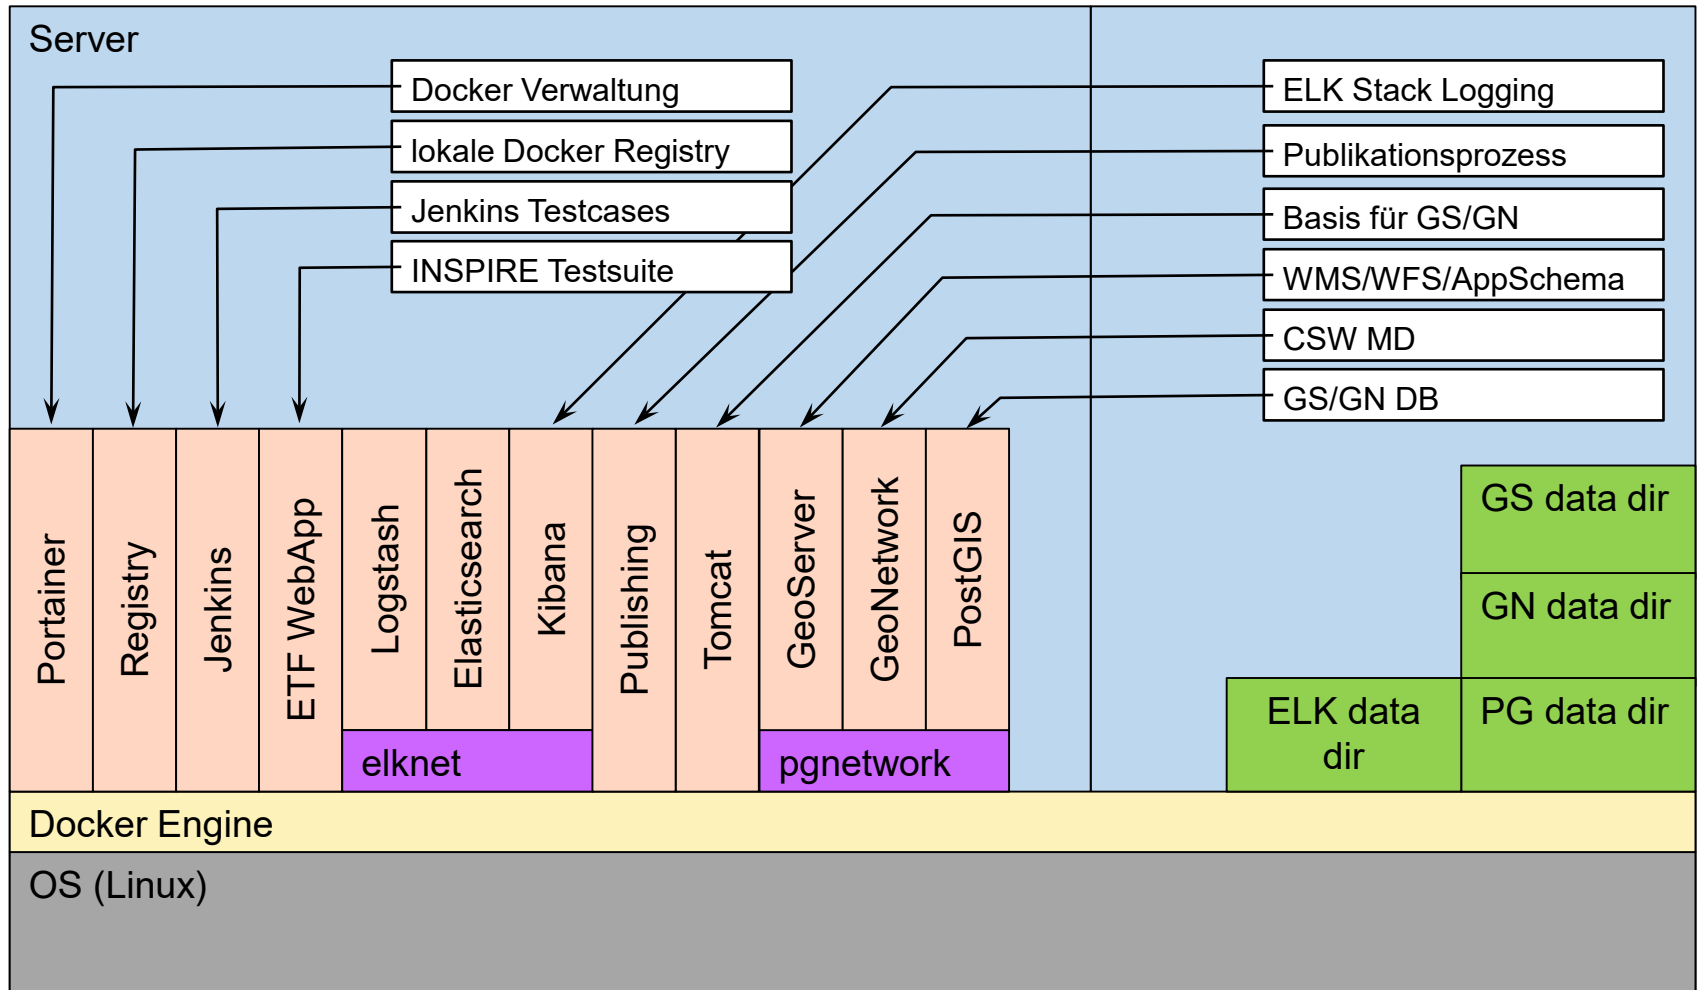 Server
Docker Verwaltung
lokale Docker Registry
Jenkins Testcases
INSPIRE Testsuite
ELK Stack Logging
Publikationsprozess
Basis für GS/GN
WMS/WFS/AppSchema
CSW MD
GS/GN DB
Portainer
Registry
Jenkins
ETF WebApp
Logstash
Elasticsearch
Kibana
Publishing
Tomcat
GeoServer
GeoNetwork
PostGIS
elknet
pgnetwork
GS data dir
GN data dir
ELK data
dir
PG data dir
Docker Engine
OS (Linux)